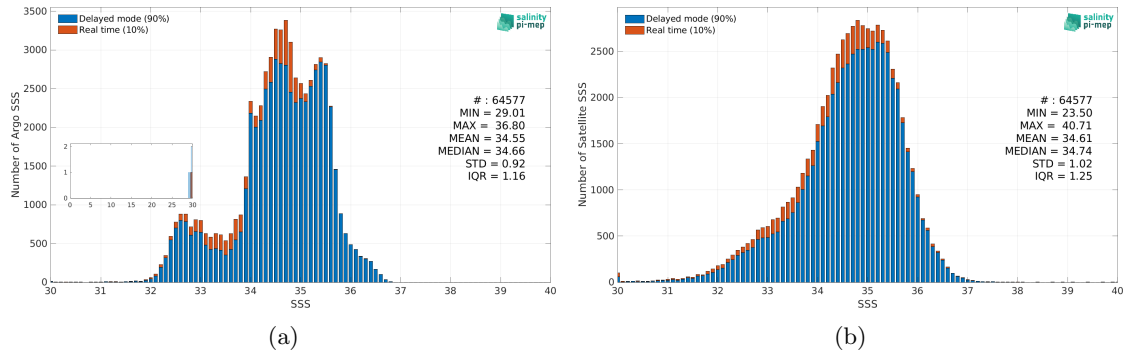 Delayed mode (90%)
Real time (10%)
salinity
pi-mep
# : 64577
MIN = 29.01
MAX = 36.80
MEAN = 34.55
MEDIAN = 34.66
STD = 0.92
IQR = 1.16
Number of Argo SSS
3500
3000
2500
2000
1500
1000
500
0
2
1
0
0 5 10 15 20 25 30
30 31 32 33 34 35 36 37 38 39 40
SSS
(a)
Delayed mode (90%)
Real time (10%)
salinity
pi-mep
# : 64577
MIN = 23.50
MAX = 40.71
MEAN = 34.61
MEDIAN = 34.74
STD = 1.02
IQR = 1.25
Number of Satellite SSS
2500
2000
1500
1000
500
0
30 31 32 33 34 35 36 37 38 39 40
SSS
(b)